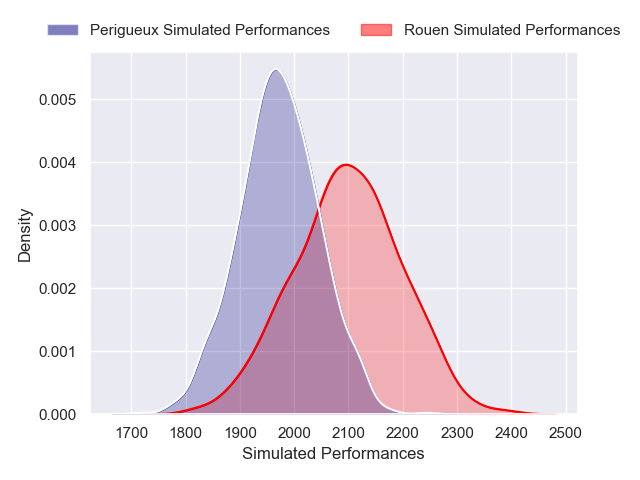 Perigueux Simulated Performances Rouen Simulated Performances
Density
0.005
0.004
0.003
0.002
0.001
0.000
1700 1800 1900 2000 2100 2200 2300 2400 2500
Simulated Performances